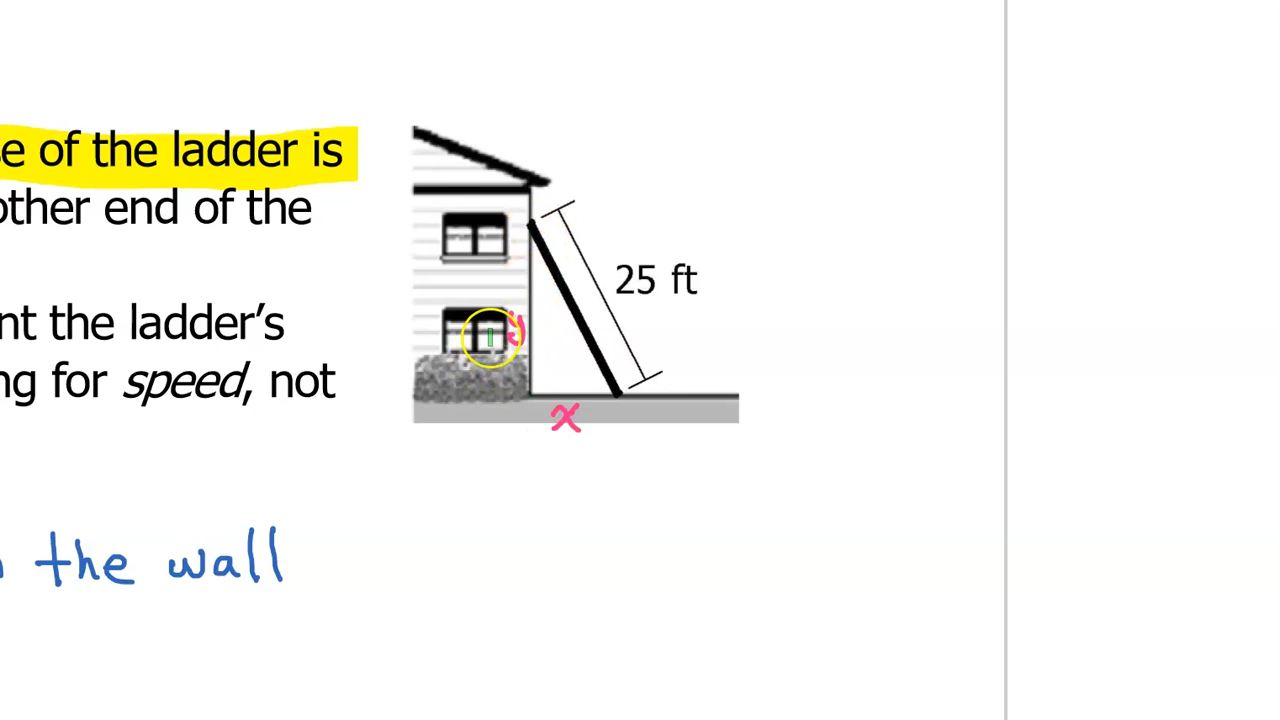 se of the ladder is
other end of the
nt the ladder's
ng for speed, not
25 ft
y
x
the wall